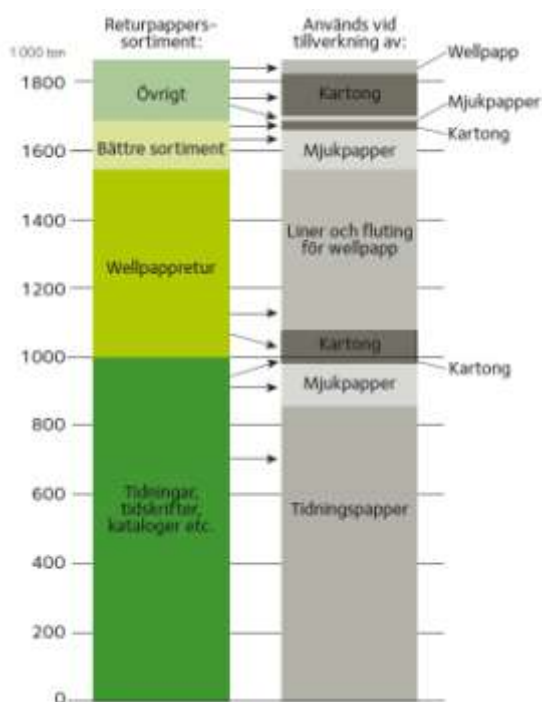 Returpappers-
sortiment:
Används vid
tillverkning av:
1 000 ton
1800
1600
1400
1200
1000
800
600
400
200
0
Övrigt
Bättre sortiment
Wellpappretur
Tidningar,
tidskrifter,
kataloger etc.
Kartong
Mjukpapper
Liner och fluting
för wellpapp
Kartong
Mjukpapper
Tidningspapper
Wellpapp
Mjukpapper
Kartong
Kartong